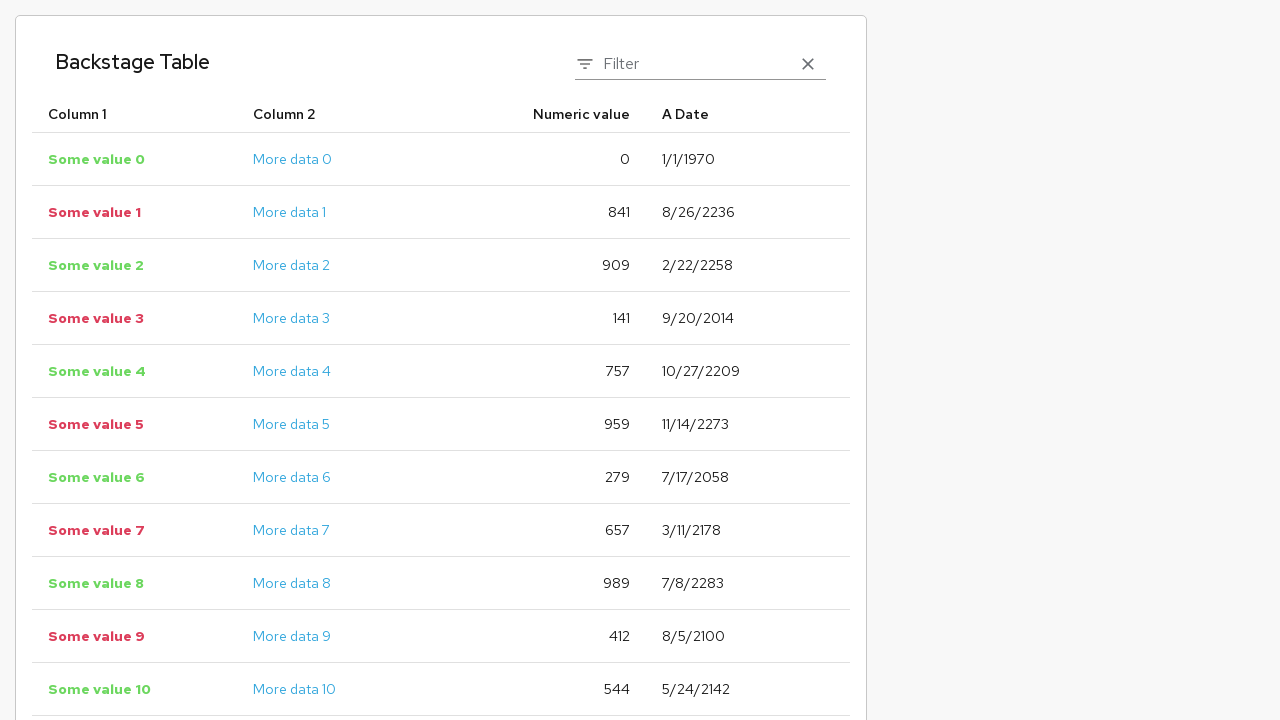 Backstage Table
Filter
Column 1 Column 2 Numeric value A Date
Some value 0 More data 0 0 1/1/1970
Some value 1 More data 1 841 8/26/2236
Some value 2 More data 2 909 2/22/2258
Some value 3 More data 3 141 9/20/2014
Some value 4 More data 4 757 10/27/2209
Some value 5 More data 5 959 11/14/2273
Some value 6 More data 6 279 7/17/2058
Some value 7 More data 7 657 3/11/2178
Some value 8 More data 8 989 7/8/2283
Some value 9 More data 9 412 8/5/2100
Some value 10 More data 10 544 5/24/2142